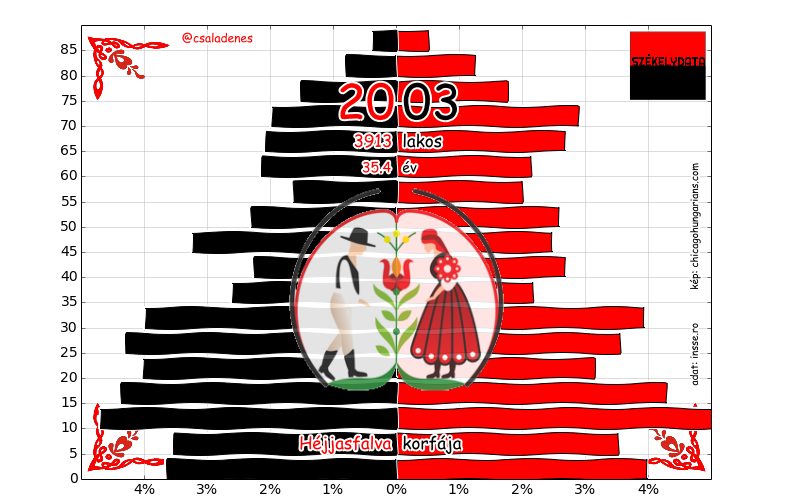 @csaladenes
SZÉKELYDATA
2003
3913 lakos
35.4 év
kép: chicagohungarians.com
adat: insse.ro
Héjjasfalva korfája
85
80
75
70
65
60
55
50
45
40
35
30
25
20
15
10
5
0
4% 3% 2% 1% 0% 1% 2% 3% 4%